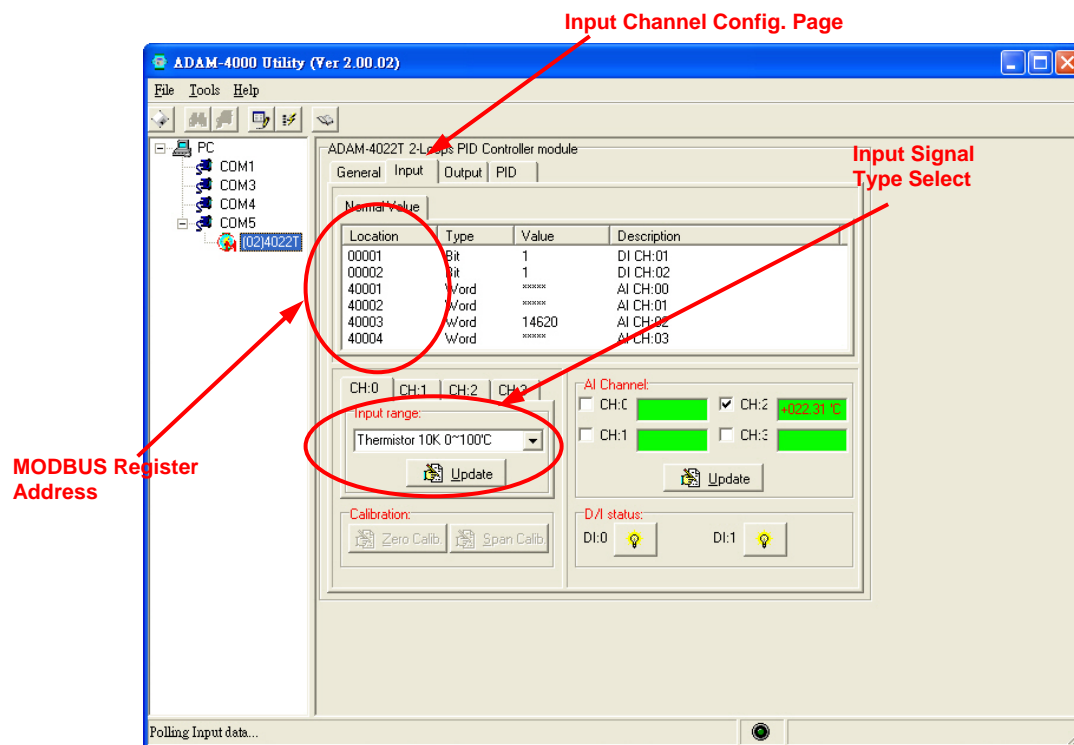 Input Channel Config. Page
ADAM-4000 Utility (Ver 2.00.02)
File Tools Help
PC
COM1
COM3
COM4
COM5
(02)4022T
ADAM-4022T 2-Loops PID Controller module
General Input Output PID
Input Signal
Type Select
Normal Value
Location Type Value Description
00001 Bit 1 DI CH:01
00002 Bit 1 DI CH:02
40001 Word ***** AI CH:00
40002 Word ***** AI CH:01
40003 Word 14620 AI CH:02
40004 Word ***** AI CH:03
CH:0 CH:1 CH:2 CH:3
Input range:
Thermistor 10K 0~100'C
Update
AI Channel:
CH:0 CH:2 +022.31 'C
CH:1 CH:3
Update
MODBUS Register
Address
Calibration:
Zero Calib. Span Calib.
D/I status:
DI:0 DI:1
Polling Input data...